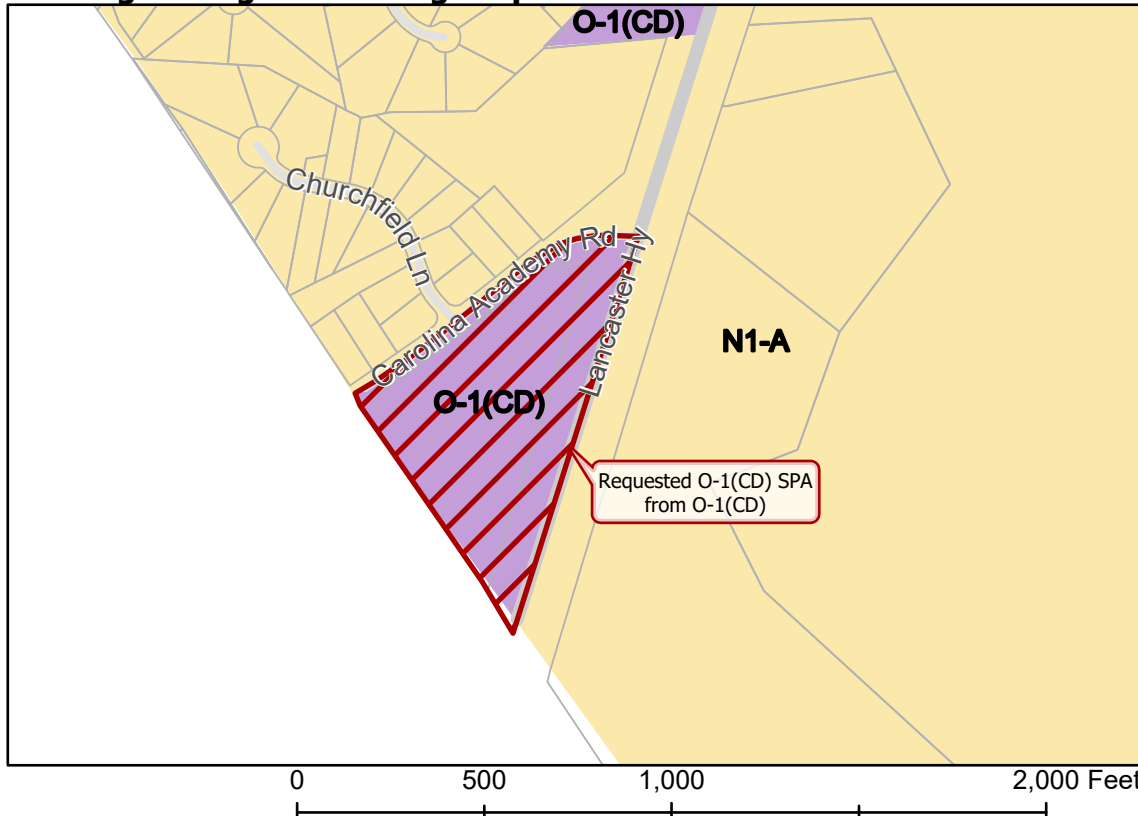 O-1(CD)
Churchfield Ln
Carolina Academy Rd
Lancaster Hy
N1-A
O-1(CD)
Requested O-1(CD) SPA
from O-1(CD)
0 500 1,000 2,000 Feet